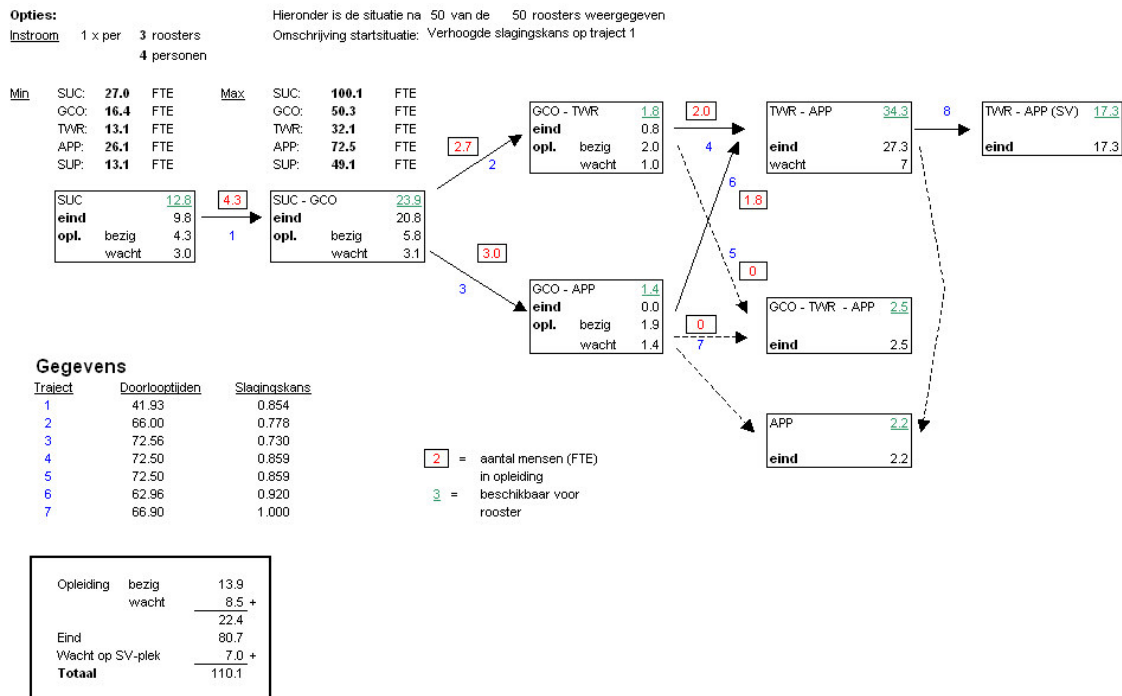 Opties:
Hieronder is de situatie na 50 van de 50 roosters weergegeven
Instroom 1 x per 3 roosters
Omschrijving startsituatie: Verhoogde slagingskans op traject 1
4 personen
Min SUC: 27.0 FTE Max SUC: 100.1 FTE
GCO: 16.4 FTE GCO: 50.3 FTE
TWR: 13.1 FTE TWR: 32.1 FTE
APP: 26.1 FTE APP: 72.5 FTE
SUP: 13.1 FTE SUP: 49.1 FTE
SUC 12.8
eind 9.8
opl. bezig 4.3
wacht 3.0
4.3
1
SUC - GCO 23.9
eind 20.8
opl. bezig 5.8
wacht 3.1
2.7
2
3.0
3
GCO - TWR 1.8
eind 0.8
opl. bezig 2.0
wacht 1.0
2.0
4
6
1.8
5
0
GCO - APP 1.4
eind 0.0
opl. bezig 1.9
wacht 1.4
0
7
TWR - APP 34.3
eind 27.3
wacht 7
8
TWR - APP (SV) 17.3
eind 17.3
GCO - TWR - APP 2.5
eind 2.5
APP 2.2
eind 2.2
Gegevens
Traject Doorlooptijden Slagingskans
1 41.93 0.854
2 66.00 0.778
3 72.56 0.730
4 72.50 0.859
5 72.50 0.859
6 62.96 0.920
7 66.90 1.000
2 = aantal mensen (FTE)
in opleiding
3 = beschikbaar voor
rooster
Opleiding bezig 13.9
wacht 8.5 +
22.4
Eind 80.7
Wacht op SV-plek 7.0 +
Totaal 110.1